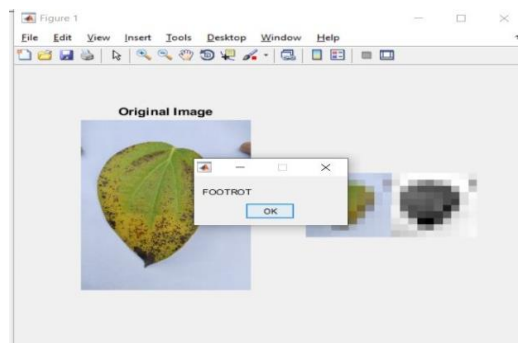 Figure 1
File Edit View Insert Tools Desktop Window Help
Original Image
FOOTROT
OK